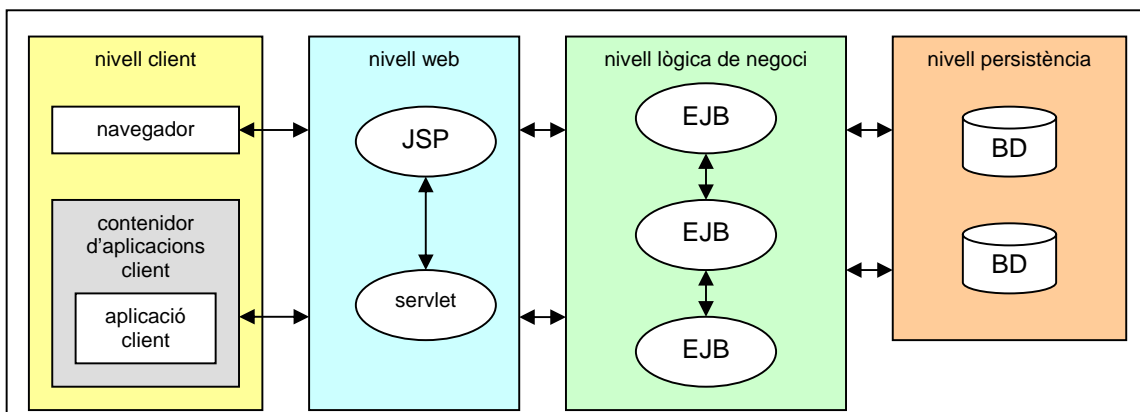 nivell client
navegador
contenidor
d'aplicacions
client
aplicació
client
nivell web
JSP
servlet
nivell lògica de negoci
EJB
EJB
EJB
nivell persistència
BD
BD